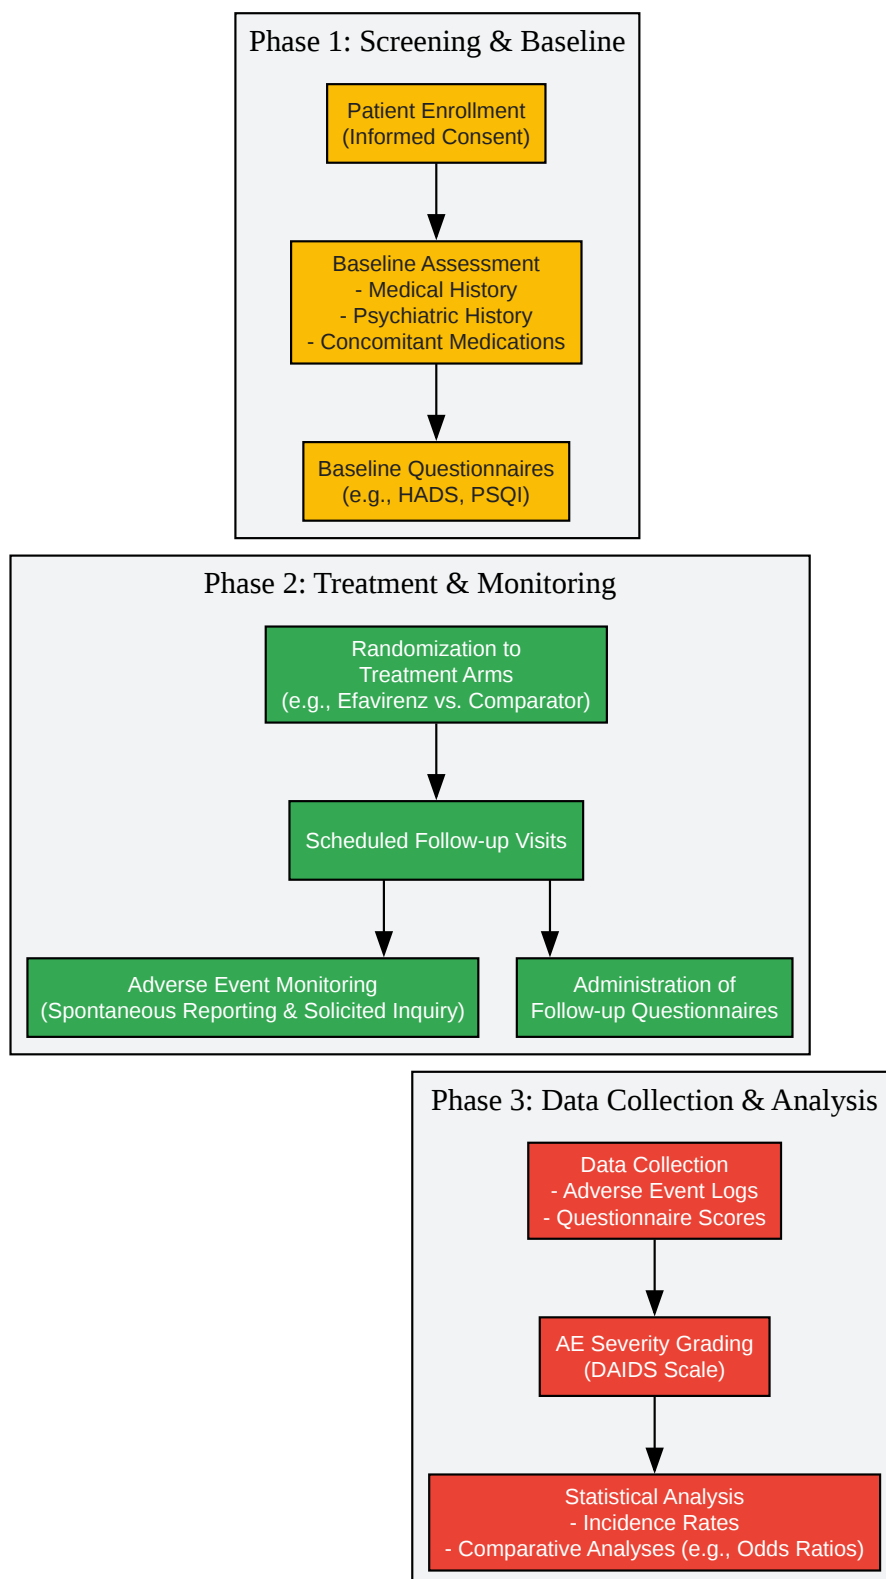 Phase 1: Screening & Baseline
Patient Enrollment
(Informed Consent)
Baseline Assessment
- Medical History
- Psychiatric History
- Concomitant Medications
Baseline Questionnaires
(e.g., HADS, PSQI)
Phase 2: Treatment & Monitoring
Randomization to
Treatment Arms
(e.g., Efavirenz vs. Comparator)
Scheduled Follow-up Visits
Adverse Event Monitoring
(Spontaneous Reporting & Solicited Inquiry)
Administration of
Follow-up Questionnaires
Phase 3: Data Collection & Analysis
Data Collection
- Adverse Event Logs
- Questionnaire Scores
AE Severity Grading
(DAIDS Scale)
Statistical Analysis
- Incidence Rates
- Comparative Analyses (e.g., Odds Ratios)